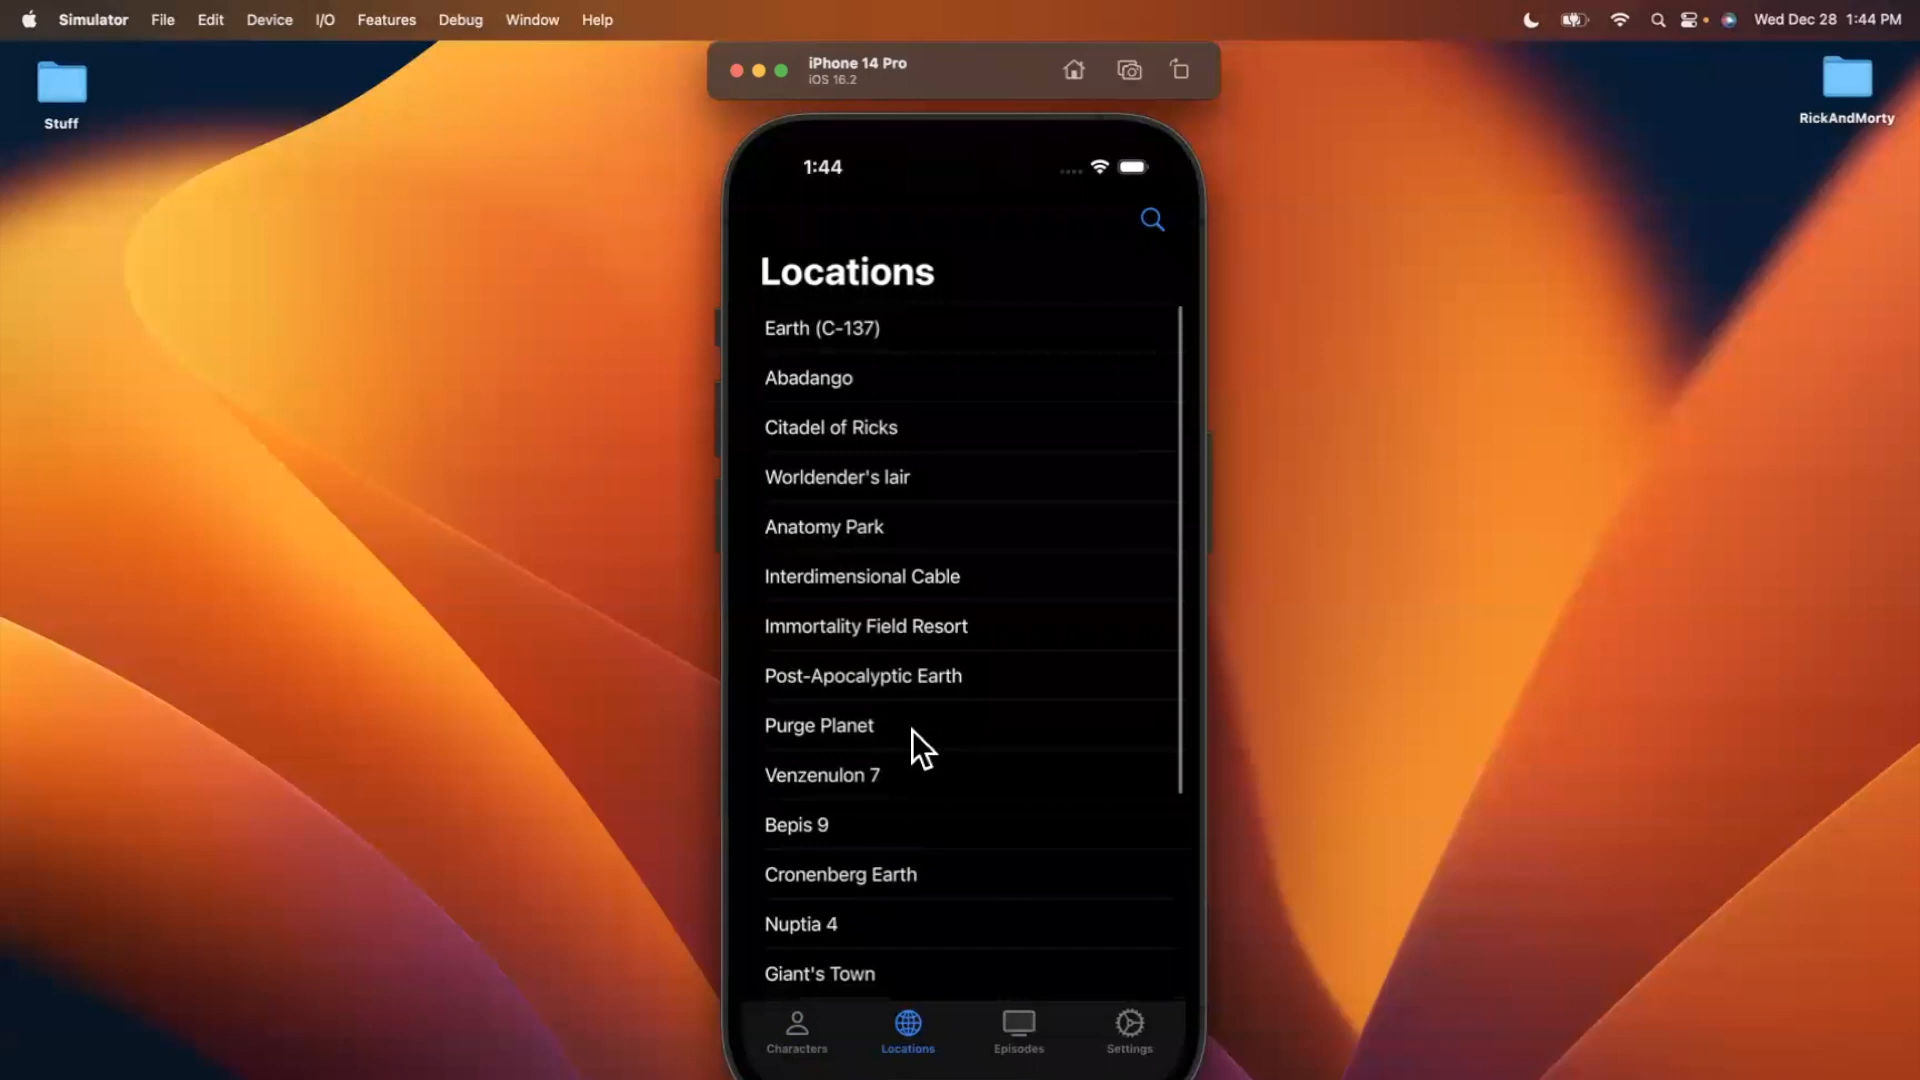 Simulator File Edit Device I/O Features Debug Window Help Wed Dec 28 1:44 PM
iPhone 14 Pro
iOS 16.2
Stuff
RickAndMorty
1:44
Locations
Earth (C-137)
Abadango
Citadel of Ricks
Worldender's lair
Anatomy Park
Interdimensional Cable
Immortality Field Resort
Post-Apocalyptic Earth
Purge Planet
Venzenulon 7
Bepis 9
Cronenberg Earth
Nuptia 4
Giant's Town
Characters Locations Episodes Settings